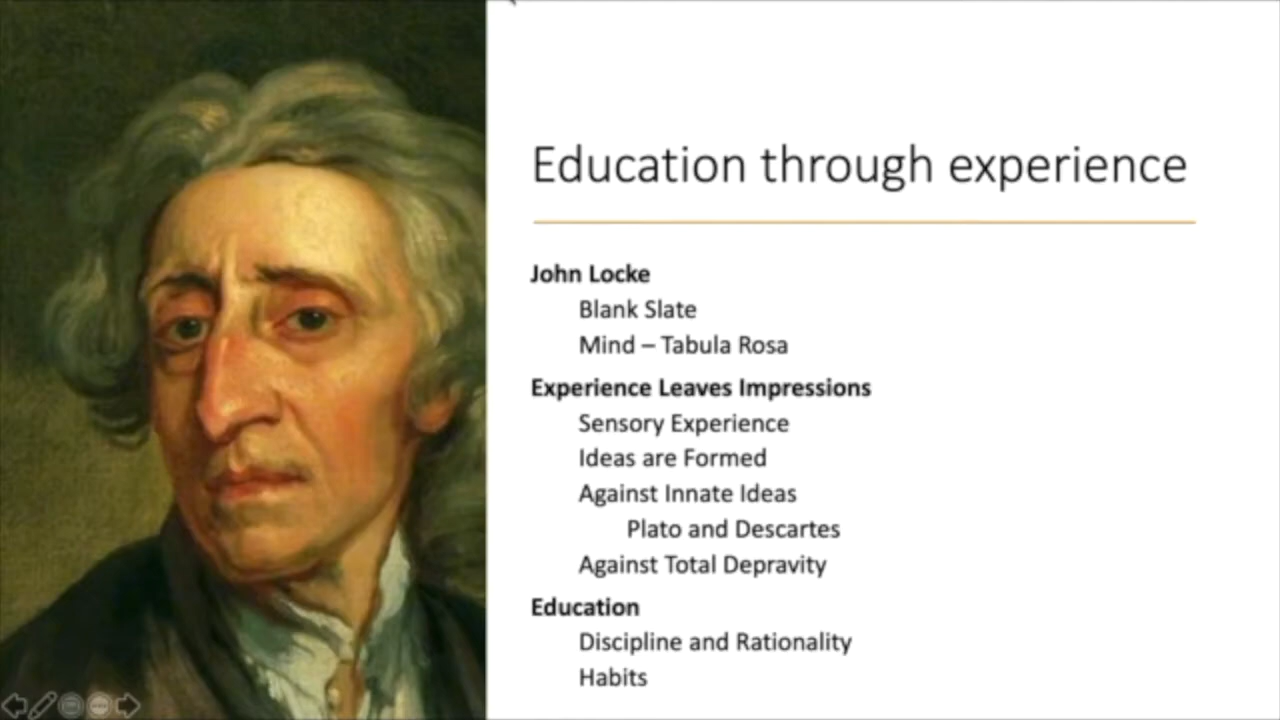 Education through experience
John Locke
Blank Slate
Mind – Tabula Rosa
Experience Leaves Impressions
Sensory Experience
Ideas are Formed
Against Innate Ideas
Plato and Descartes
Against Total Depravity
Education
Discipline and Rationality
Habits